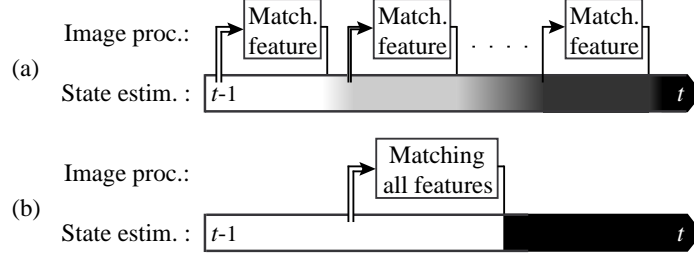 (a)
Image proc.:
Match.
feature
Match.
feature
. . . .
Match.
feature
State estim. :
t-1
t
(b)
Image proc.:
Matching
all features
State estim. :
t-1
t